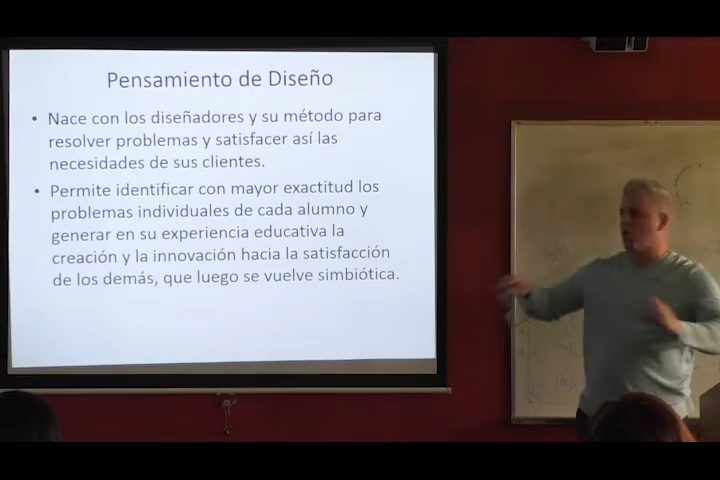 Pensamiento de Diseño
• Nace con los diseñadores y su método para
resolver problemas y satisfacer así las
necesidades de sus clientes.
• Permite identificar con mayor exactitud los
problemas individuales de cada alumno y
generar en su experiencia educativa la
creación y la innovación hacia la satisfacción
de los demás, que luego se vuelve simbiótica.